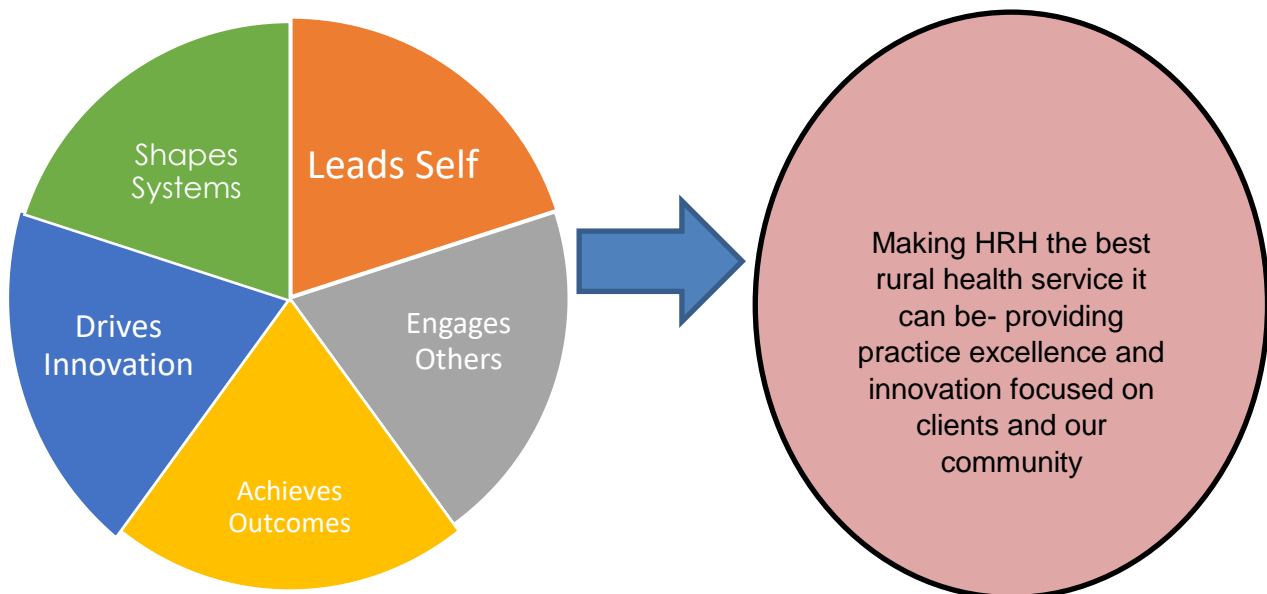 Shapes
Systems
Leads Self
Drives
Innovation
Engages
Others
Achieves
Outcomes
Making HRH the best
rural health service it
can be- providing
practice excellence and
innovation focused on
clients and our
community